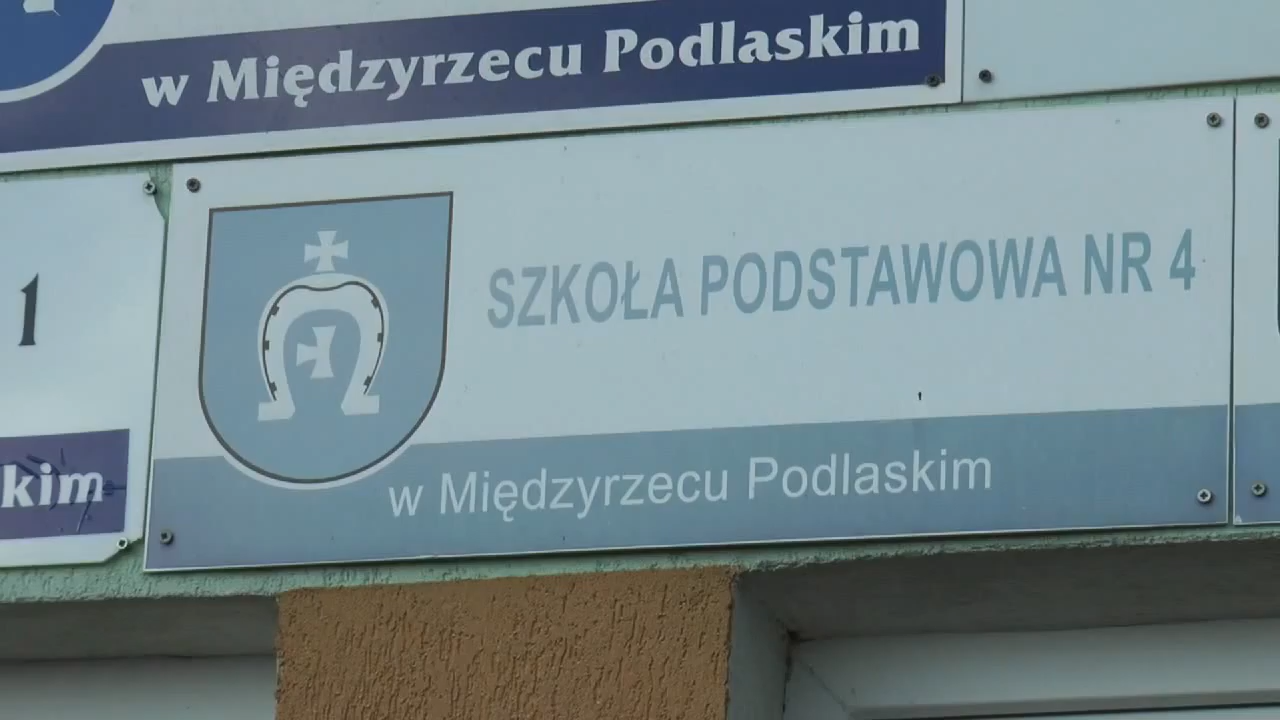 w Międzyrzecu Podlaskim
1
kim
SZKOŁA PODSTAWOWA NR 4
w Międzyrzecu Podlaskim